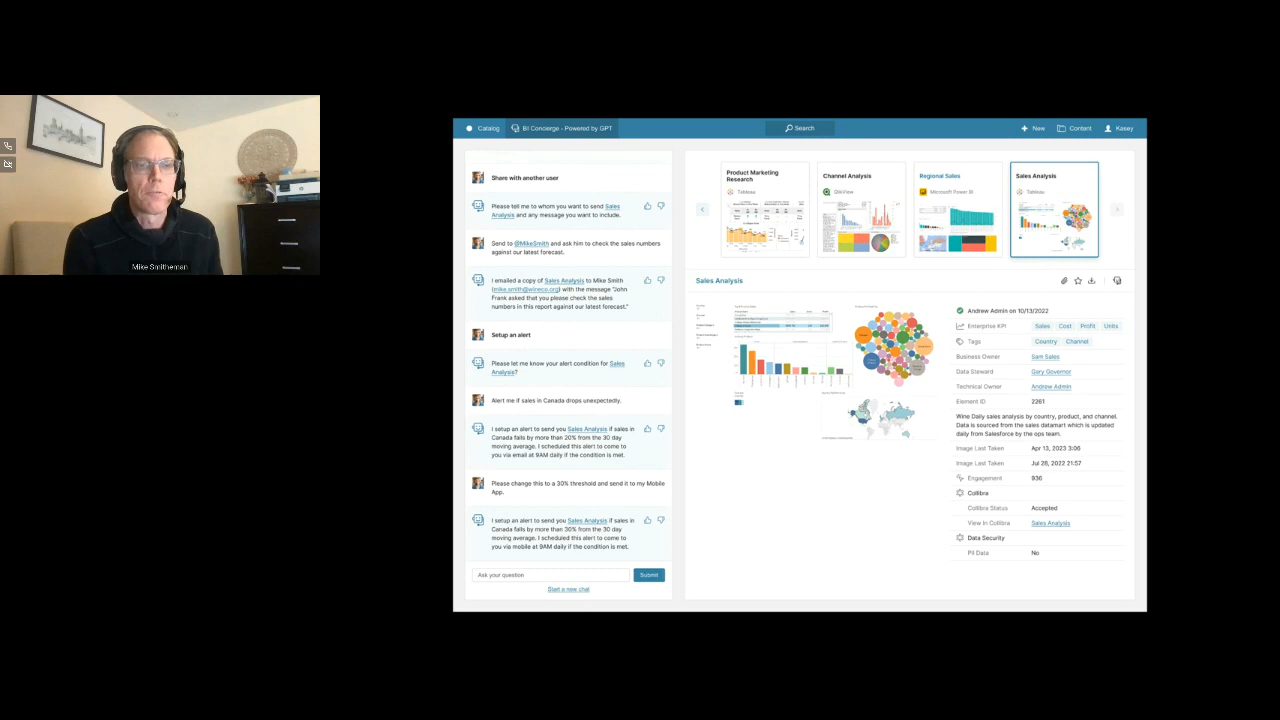 Mike Smitheman
Catalog
BI Concierge - Powered by GPT
Search
New
Content
Kasey
Share with another user
Please tell me to whom you want to send Sales
Analysis and any message you want to include.
Send to @MikeSmith and ask him to check the sales numbers
against our latest forecast.
I emailed a copy of Sales Analysis to Mike Smith
(mike.smith@wineco.org) with the message "John
Frank asked that you please check the sales
numbers in this report against our latest forecast."
Setup an alert
Please let me know your alert condition for Sales
Analysis?
Alert me if sales in Canada drops unexpectedly.
I setup an alert to send you Sales Analysis if sales in
Canada falls by more than 20% from the 30 day
moving average. I scheduled this alert to come to
you via email at 9AM daily if the condition is met.
Please change this to a 30% threshold and send it to my Mobile
App.
I setup an alert to send you Sales Analysis if sales in
Canada falls by more than 30% from the 30 day
moving average. I scheduled this alert to come to
you via mobile at 9AM daily if the condition is met.
Ask your question
Submit
Start a new chat
Product Marketing
Research
Tableau
Channel Analysis
QlikView
Regional Sales
Microsoft Power BI
Sales Analysis
Tableau
Sales Analysis
Andrew Admin on 10/13/2022
Enterprise KPI Sales Cost Profit Units
Tags Country Channel
Business Owner Sam Sales
Data Steward Gary Governor
Technical Owner Andrew Admin
Element ID 2261
Wine Daily sales analysis by country, product, and channel.
Data is sourced from the sales datamart which is updated
daily from Salesforce by the ops team.
Image Last Taken Apr 13, 2023 3:06
Image Last Taken Jul 28, 2022 21:57
Engagement 936
Collibra
Collibra Status Accepted
View In Collibra Sales Analysis
Data Security
PII Data No